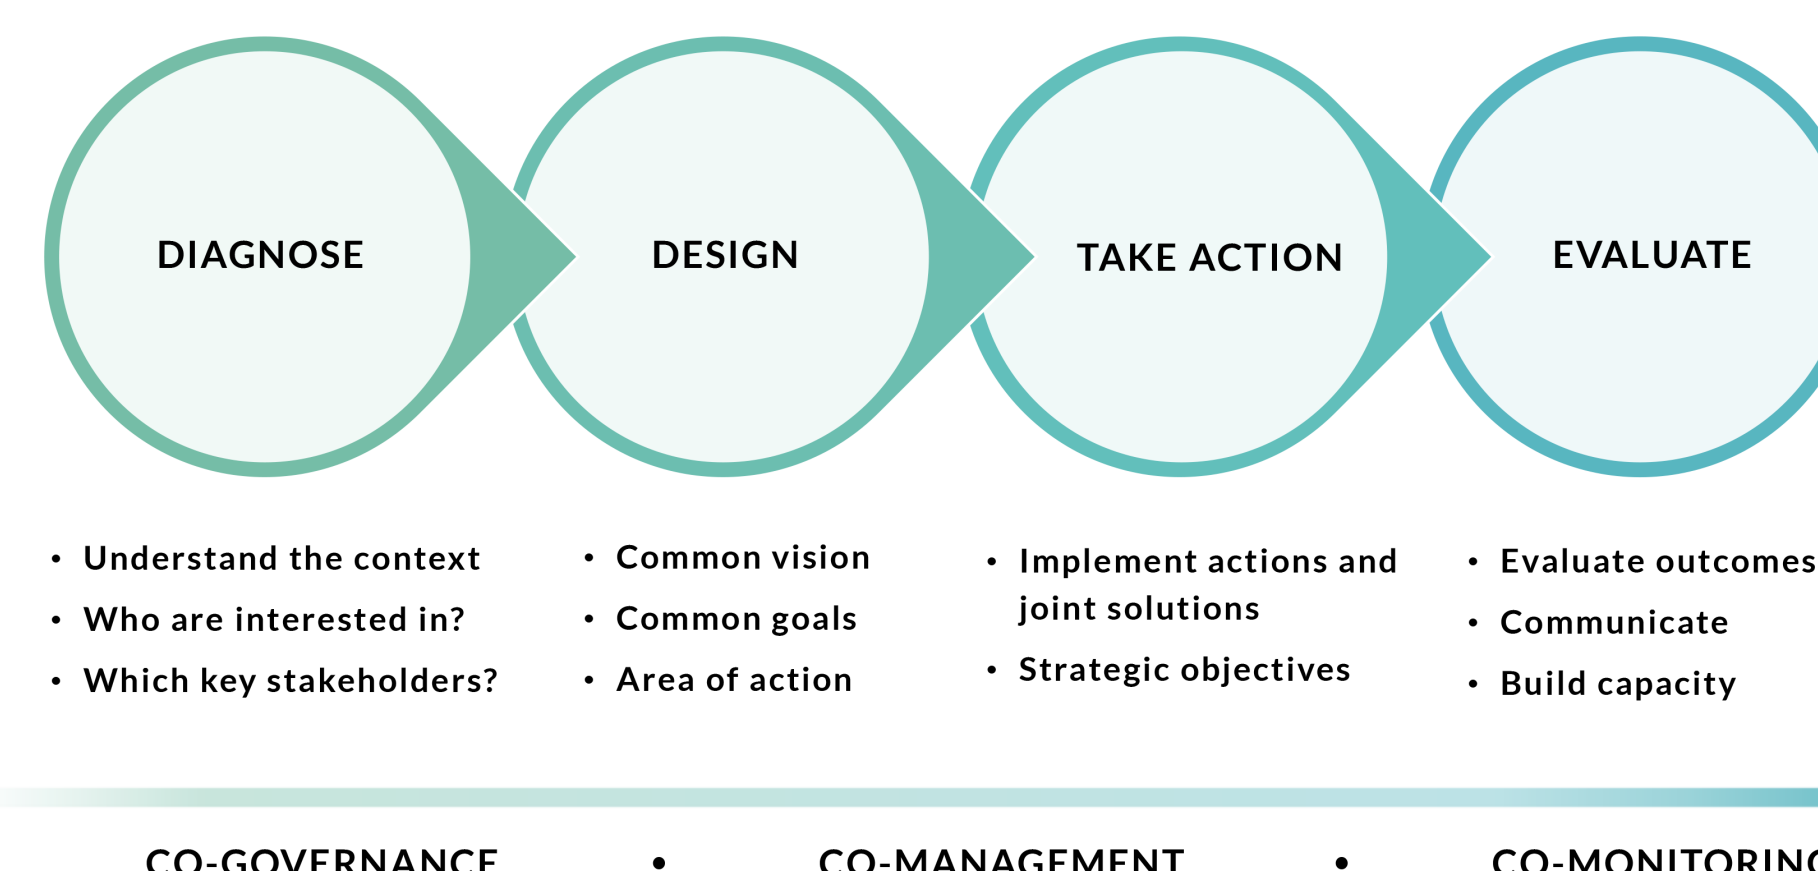 DIAGNOSE
DESIGN
TAKE ACTION
EVALUATE
• Understand the context
• Who are interested in?
• Which key stakeholders?
• Common vision
• Common goals
• Area of action
• Implement actions and
joint solutions
• Strategic objectives
• Evaluate outcomes
• Communicate
• Build capacity
CO-GOVERNANCE • CO-MANAGEMENT • CO-MONITORING